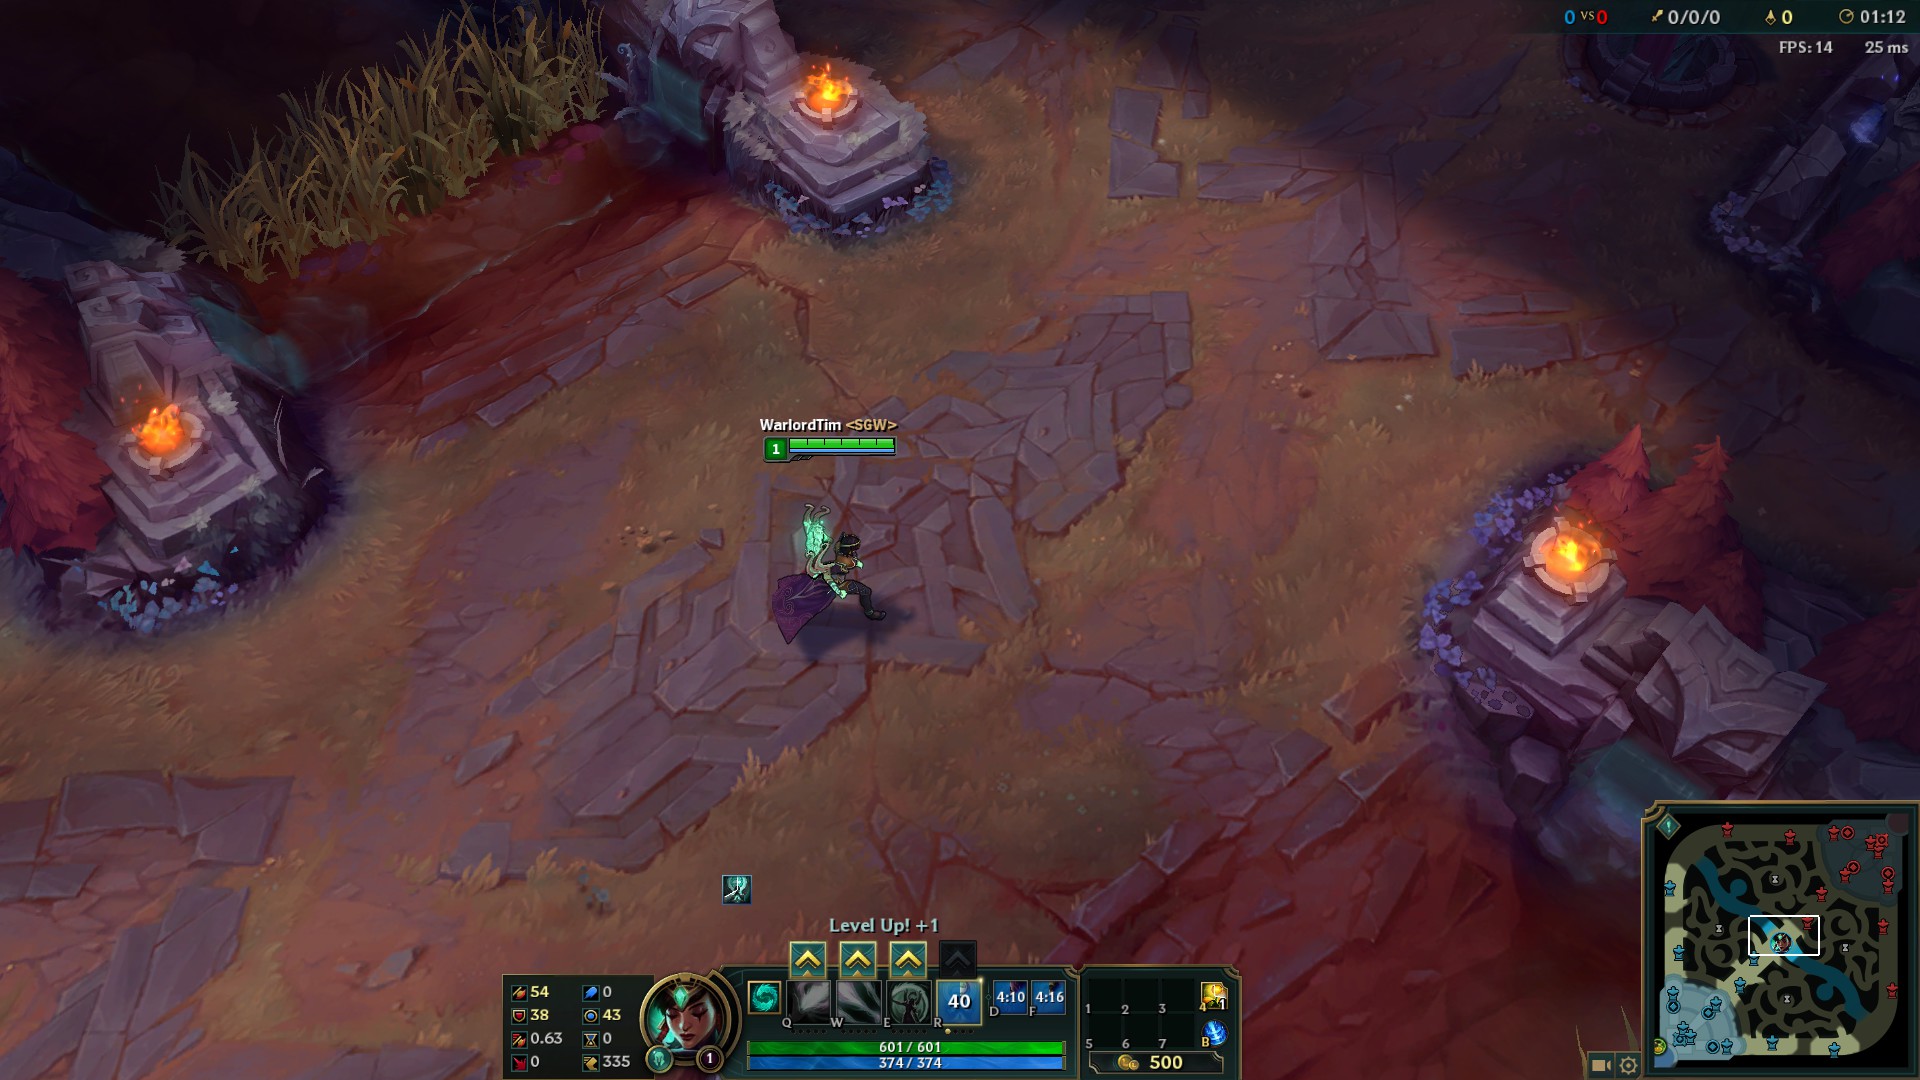 0 VS 0 0/0/0 0 01:12
FPS: 14 25 ms
WarlordTim <SGW>
1
Level Up! +1
54 0
38 43
0.63 0
0 335
1
Q W E R 40 4:10 D 4:16 F
601 / 601
374 / 374
1 2 3 4 1
5 6 7 B
500